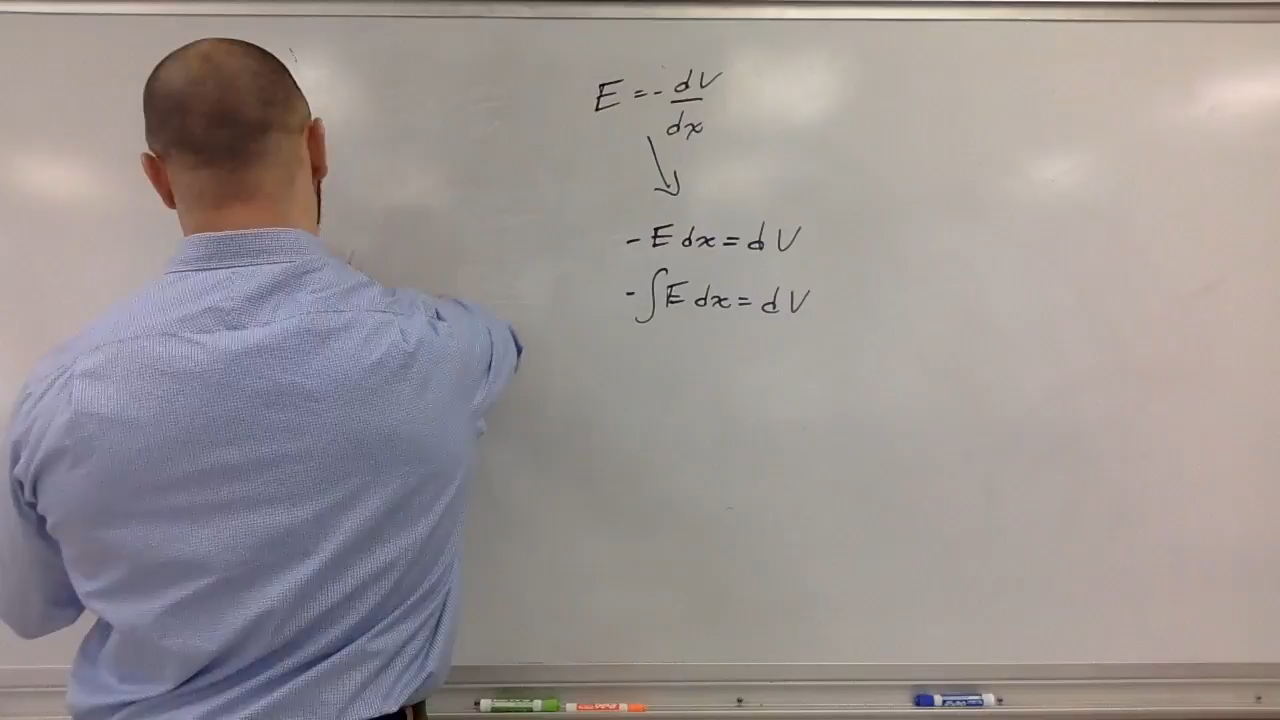 E = - dV/dx
- E dx = dV
- ∫ E dx = dV